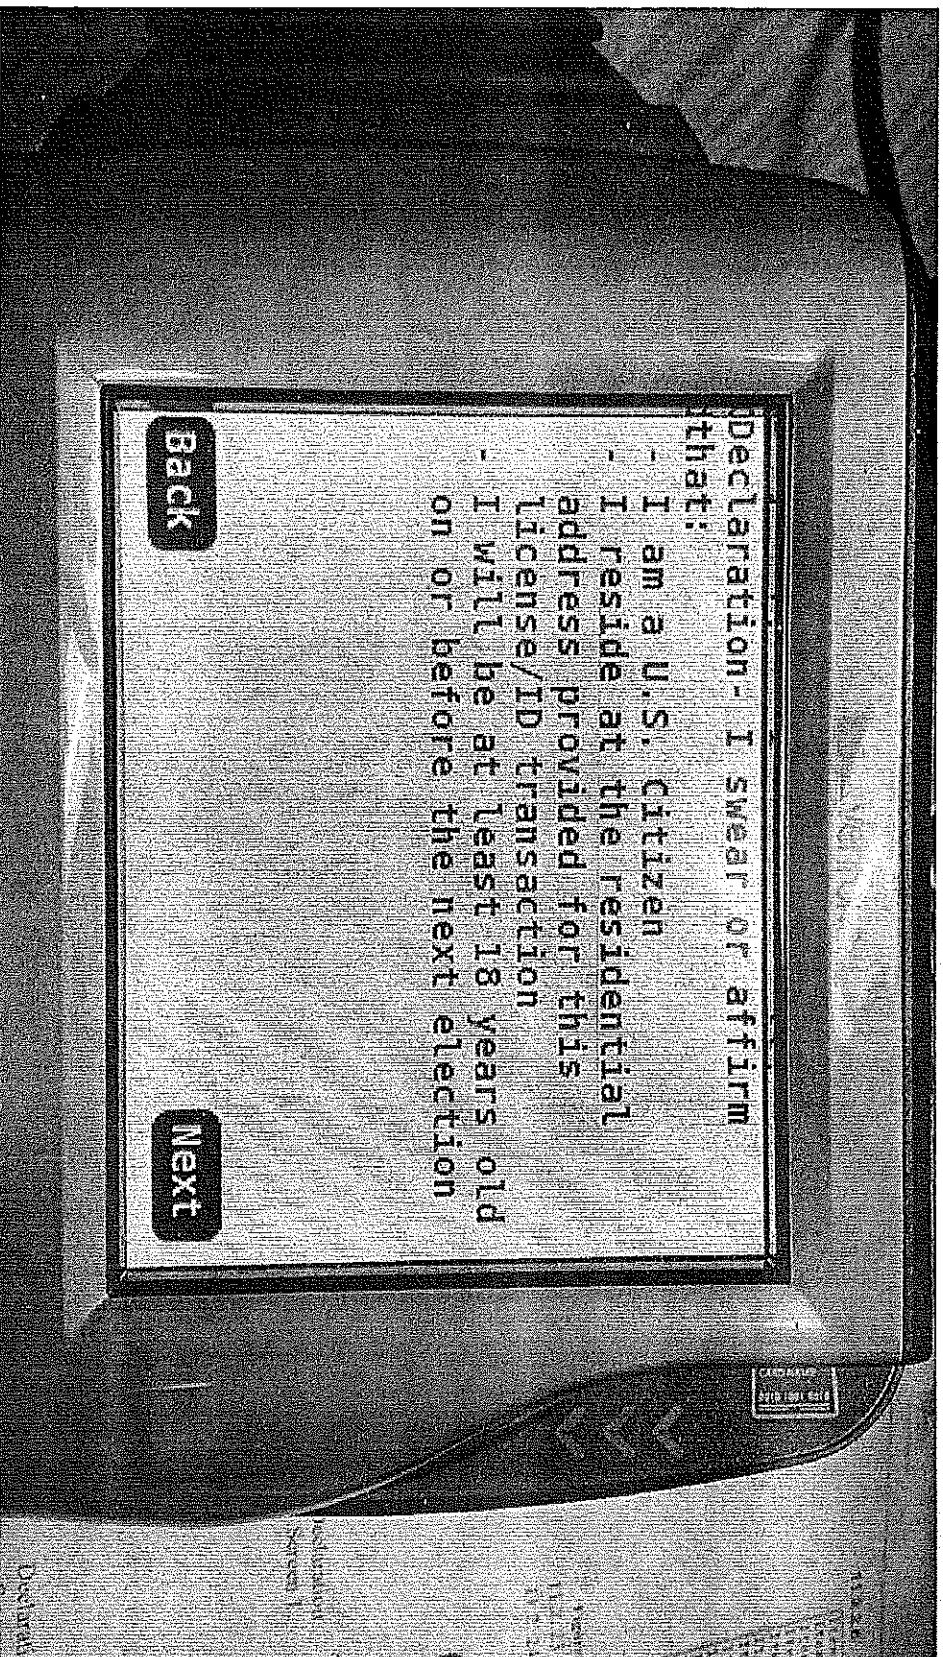 Declaration- I swear or affirm
that:
- I am a U.S. Citizen
- I reside at the residential
address provided for this
license/ID transaction
- I will be at least 18 years old
on or before the next election
Back
Next